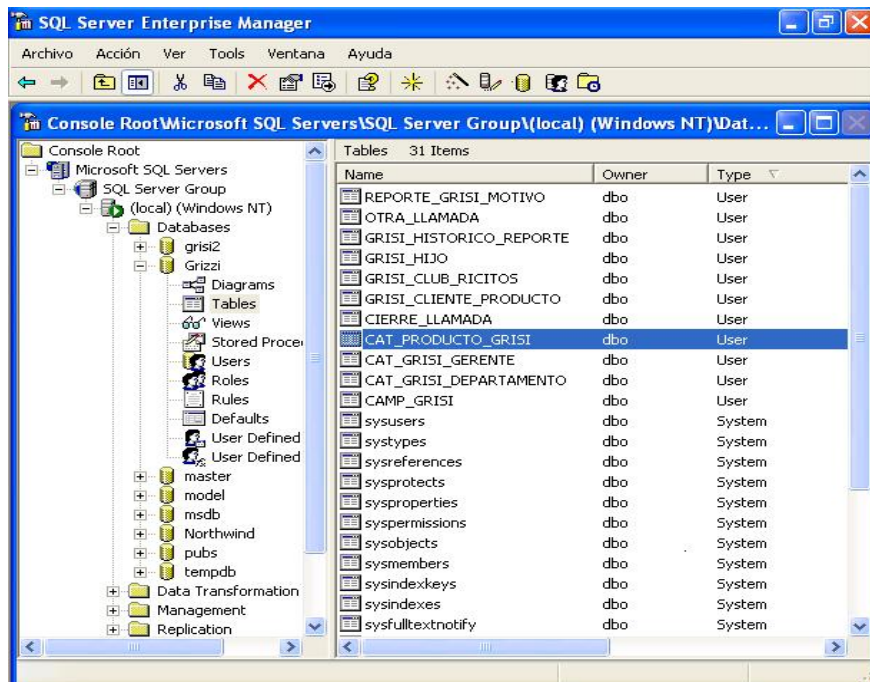 SQL Server Enterprise Manager
Archivo Acción Ver Tools Ventana Ayuda
Console Root\Microsoft SQL Servers\SQL Server Group\(local) (Windows NT)\Dat...
Console Root
Microsoft SQL Servers
SQL Server Group
(local) (Windows NT)
Databases
grisi2
Grizzi
Diagrams
Tables
Views
Stored Proce
Users
Roles
Rules
Defaults
User Defined
User Defined
master
model
msdb
Northwind
pubs
tempdb
Data Transformation
Management
Replication
Tables 31 Items
Name Owner Type
REPORTE_GRISI_MOTIVO dbo User
OTRA_LLAMADA dbo User
GRISI_HISTORICO_REPORTE dbo User
GRISI_HIJO dbo User
GRISI_CLUB_RICITOS dbo User
GRISI_CLIENTE_PRODUCTO dbo User
CIERRE_LLAMADA dbo User
CAT_PRODUCTO_GRISI dbo User
CAT_GRISI_GERENTE dbo User
CAT_GRISI_DEPARTAMENTO dbo User
CAMP_GRISI dbo User
sysusers dbo System
systypes dbo System
sysreferences dbo System
sysprotects dbo System
sysproperties dbo System
syspermissions dbo System
sysobjects dbo System
sysmembers dbo System
sysindexkeys dbo System
sysindexes dbo System
sysfulltextnotify dbo System